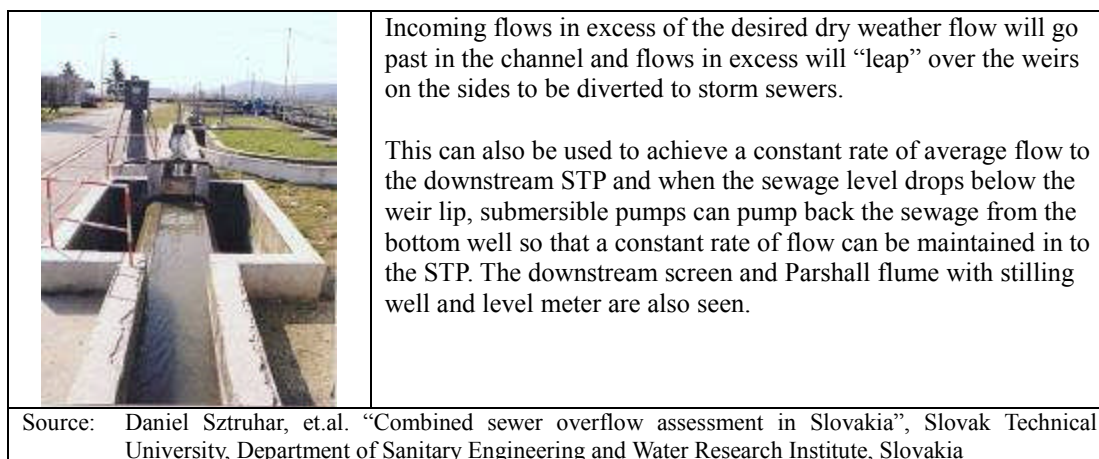 Incoming flows in excess of the desired dry weather flow will go
past in the channel and flows in excess will “leap” over the weirs
on the sides to be diverted to storm sewers.
This can also be used to achieve a constant rate of average flow to
the downstream STP and when the sewage level drops below the
weir lip, submersible pumps can pump back the sewage from the
bottom well so that a constant rate of flow can be maintained in to
the STP. The downstream screen and Parshall flume with stilling
well and level meter are also seen.
Source: Daniel Sztruhar, et.al. “Combined sewer overflow assessment in Slovakia”, Slovak Technical
University, Department of Sanitary Engineering and Water Research Institute, Slovakia